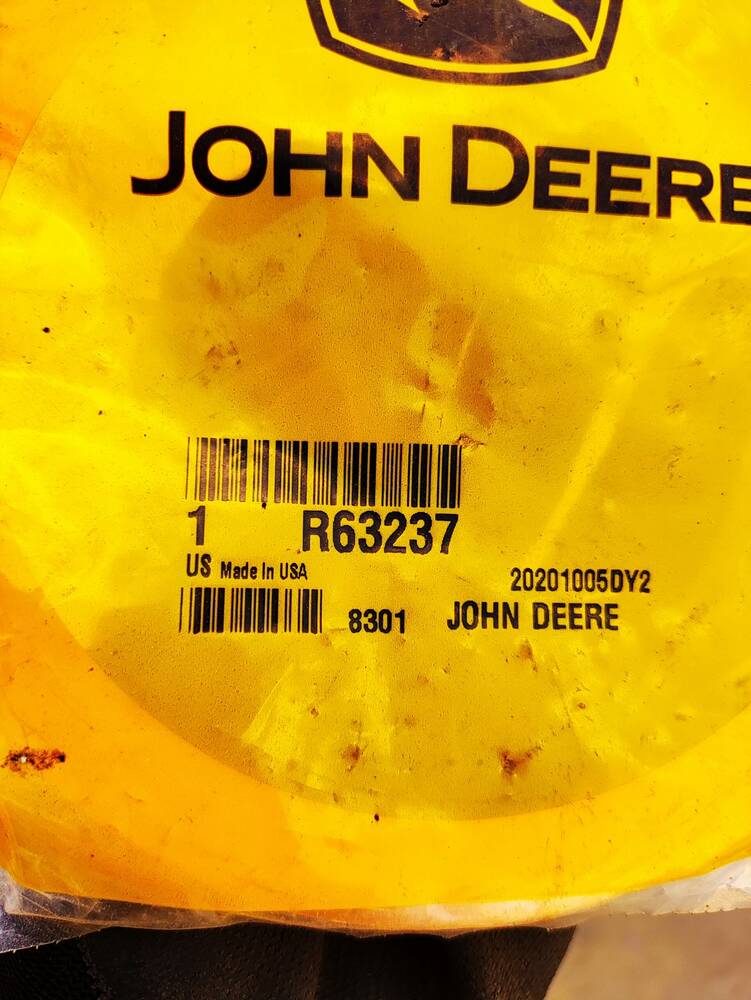 JOHN DEERE
1 R63237
US Made In USA
20201005DY2
8301 JOHN DEERE